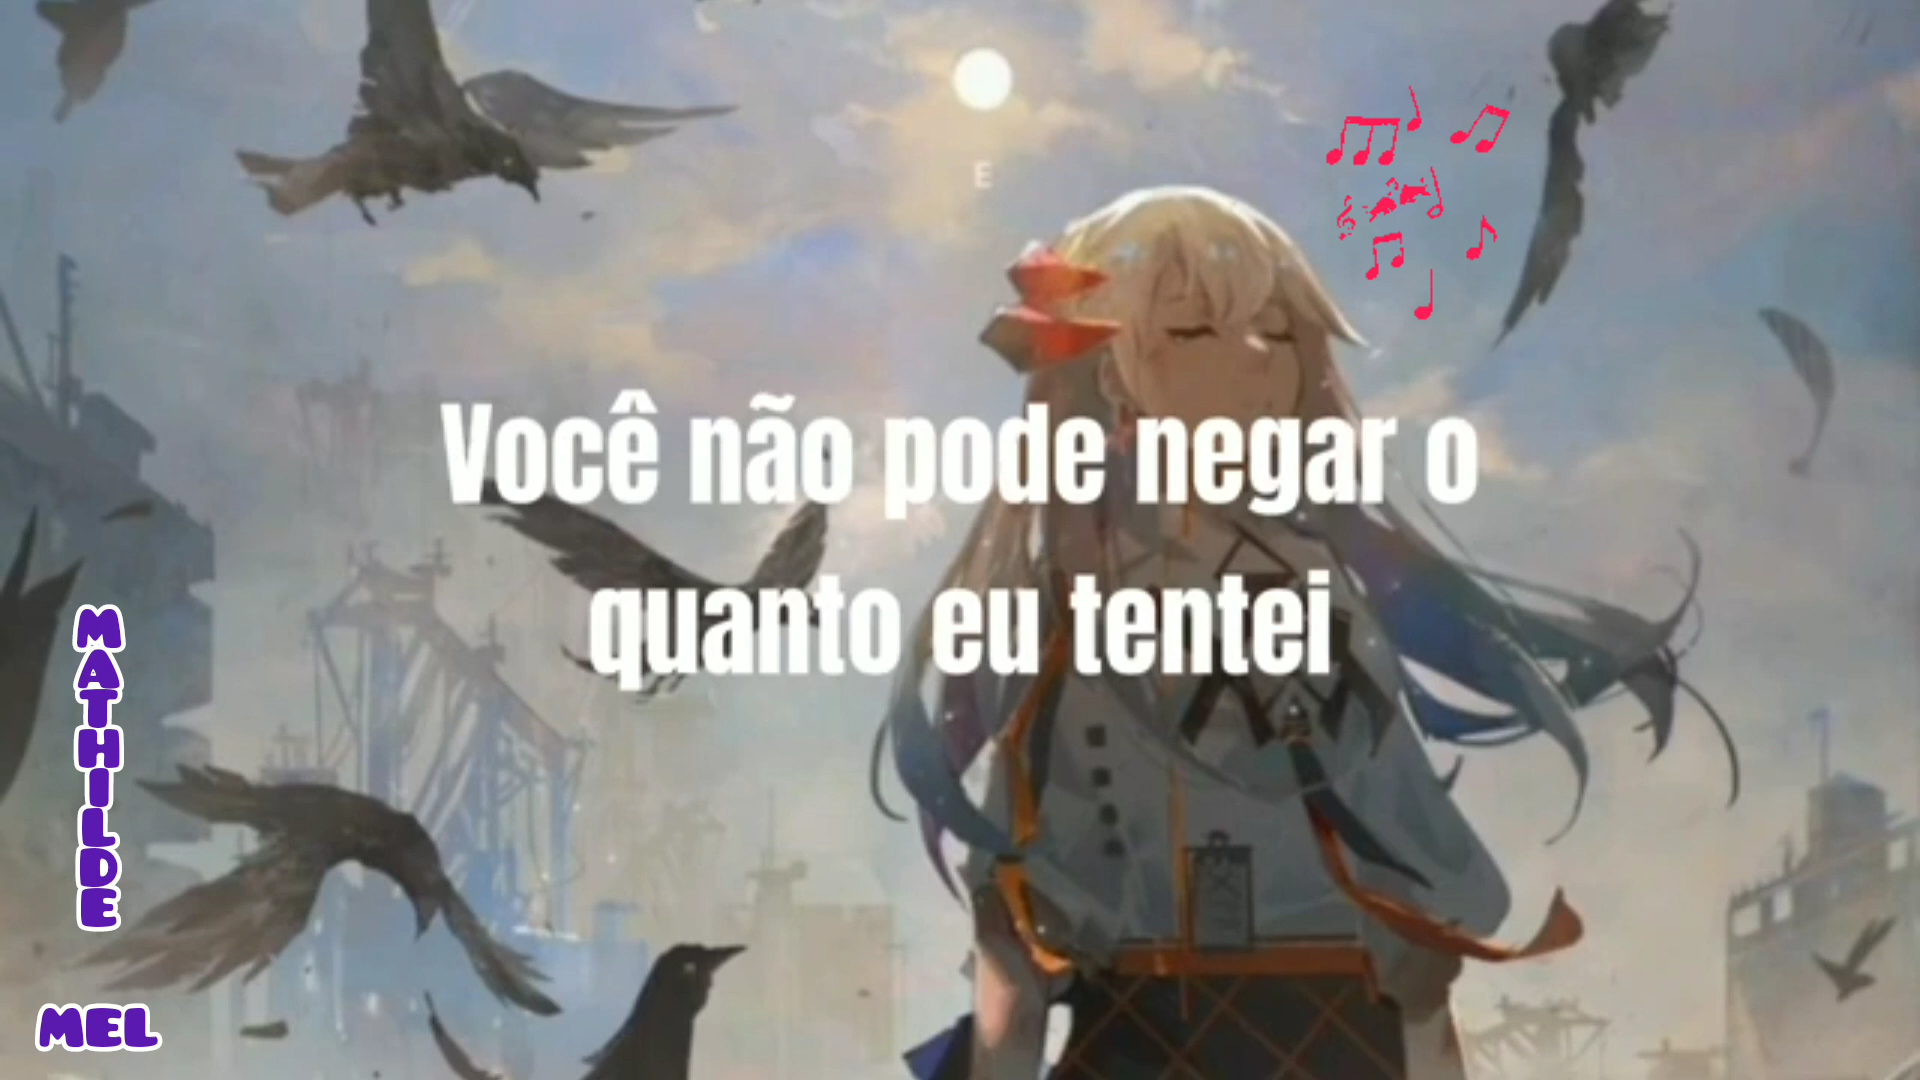 E
Você não pode negar o
quanto eu tentei
MATHILDE
MEL